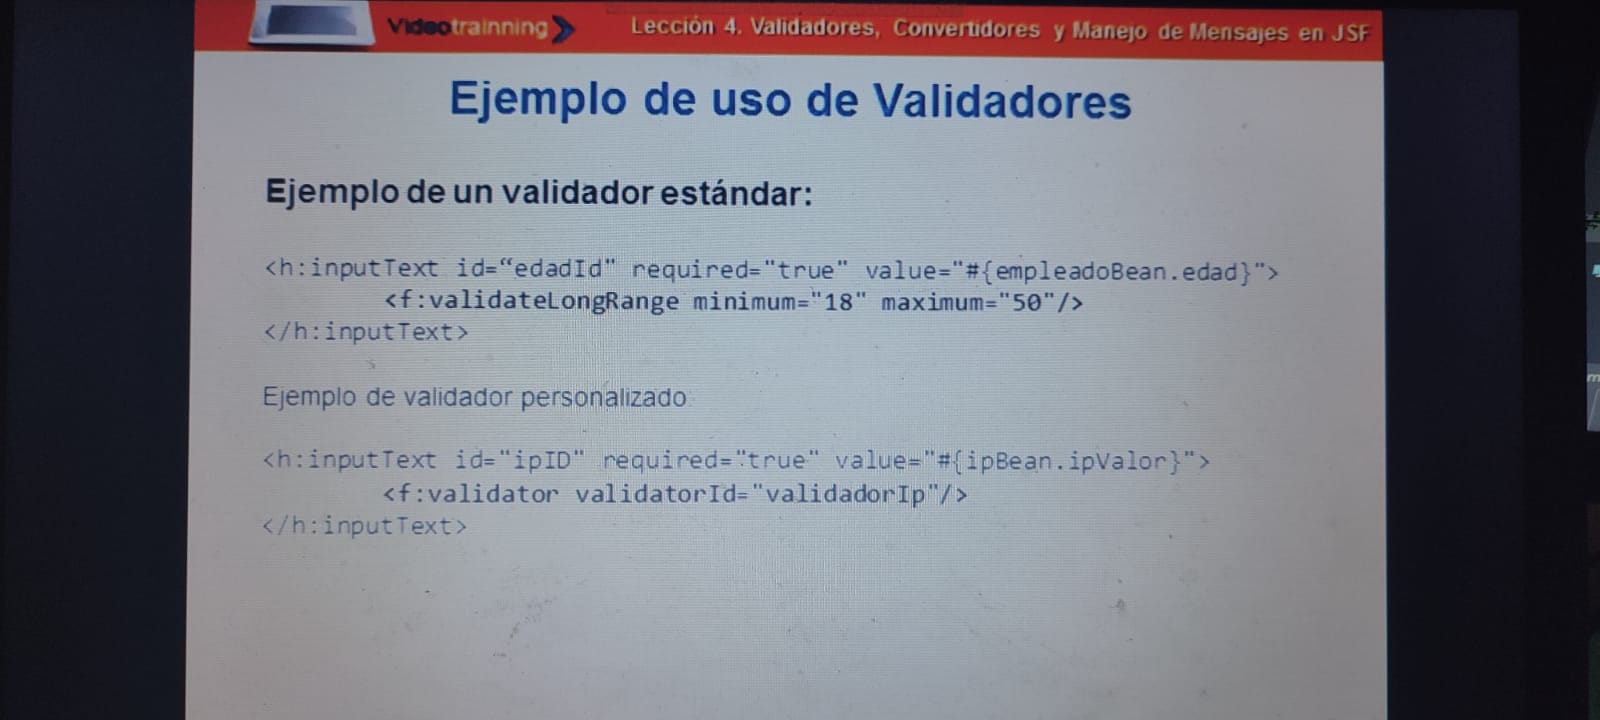 Videotrainning
Lección 4. Validadores, Convertidores y Manejo de Mensajes en JSF
Ejemplo de uso de Validadores
Ejemplo de un validador estándar:
<h:inputText id=“edadId" required="true" value="#{empleadoBean.edad}">
<f:validateLongRange minimum="18" maximum="50"/>
</h:inputText>
Ejemplo de validador personalizado
<h:inputText id="ipID" required="true" value="#{ipBean.ipValor}">
<f:validator validatorId="validadorIp"/>
</h:inputText>